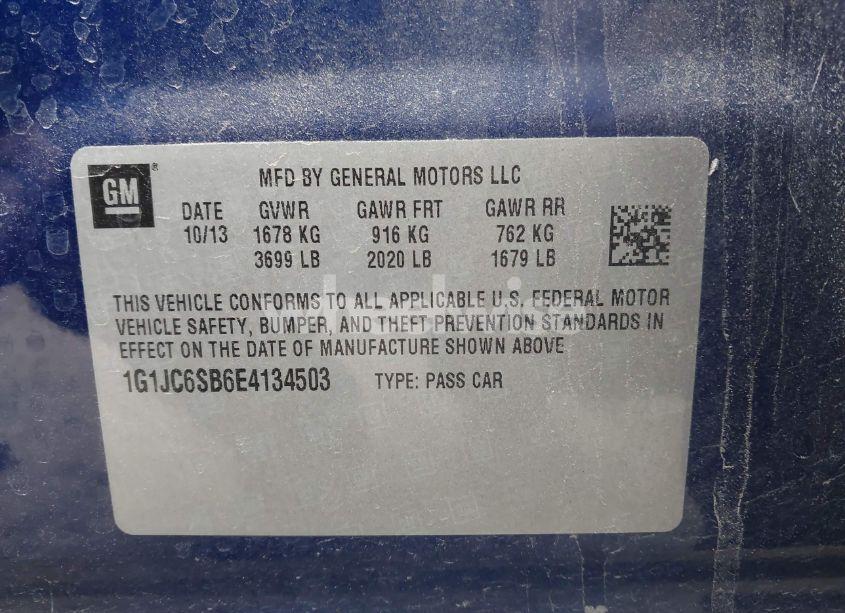 GM
MFD BY GENERAL MOTORS LLC
DATE GVWR GAWR FRT GAWR RR
10/13 1678 KG 916 KG 762 KG
3699 LB 2020 LB 1679 LB
THIS VEHICLE CONFORMS TO ALL APPLICABLE U.S. FEDERAL MOTOR
VEHICLE SAFETY, BUMPER, AND THEFT PREVENTION STANDARDS IN
EFFECT ON THE DATE OF MANUFACTURE SHOWN ABOVE
1G1JC6SB6E4134503 TYPE: PASS CAR